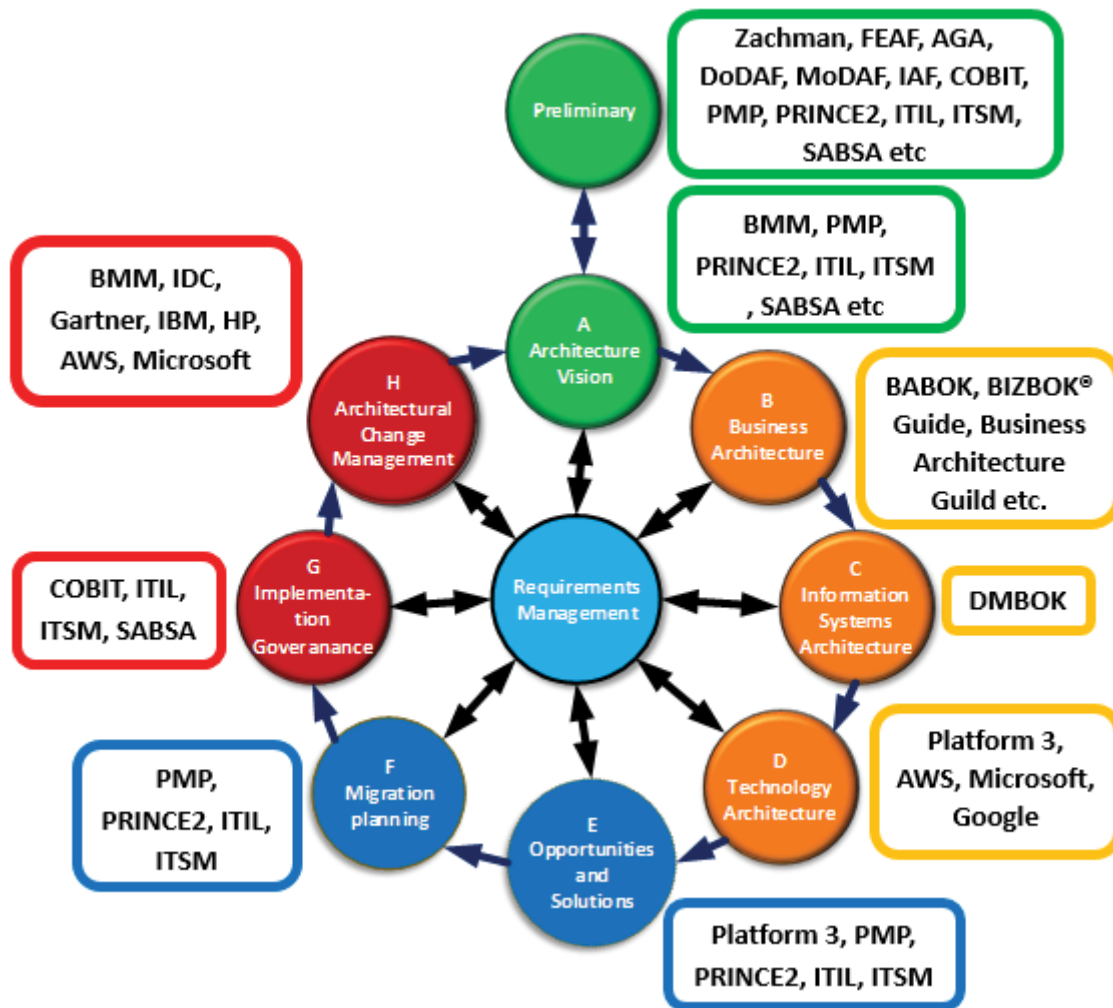 Preliminary
Zachman, FEAF, AGA,
DoDAF, MoDAF, IAF, COBIT,
PMP, PRINCE2, ITIL, ITSM,
SABSA etc
BMM, PMP,
PRINCE2, ITIL, ITSM
, SABSA etc
BMM, IDC,
Gartner, IBM, HP,
AWS, Microsoft
A
Architecture
Vision
H
Architectural
Change
Management
B
Business
Architecture
BABOK, BIZBOK®
Guide, Business
Architecture
Guild etc.
COBIT, ITIL,
ITSM, SABSA
G
Implementa-
tion
Goveranance
Requirements
Management
C
Information
Systems
Architecture
DMBOK
PMP,
PRINCE2, ITIL,
ITSM
F
Migration
planning
E
Opportunities
and
Solutions
D
Technology
Architecture
Platform 3,
AWS, Microsoft,
Google
Platform 3, PMP,
PRINCE2, ITIL, ITSM